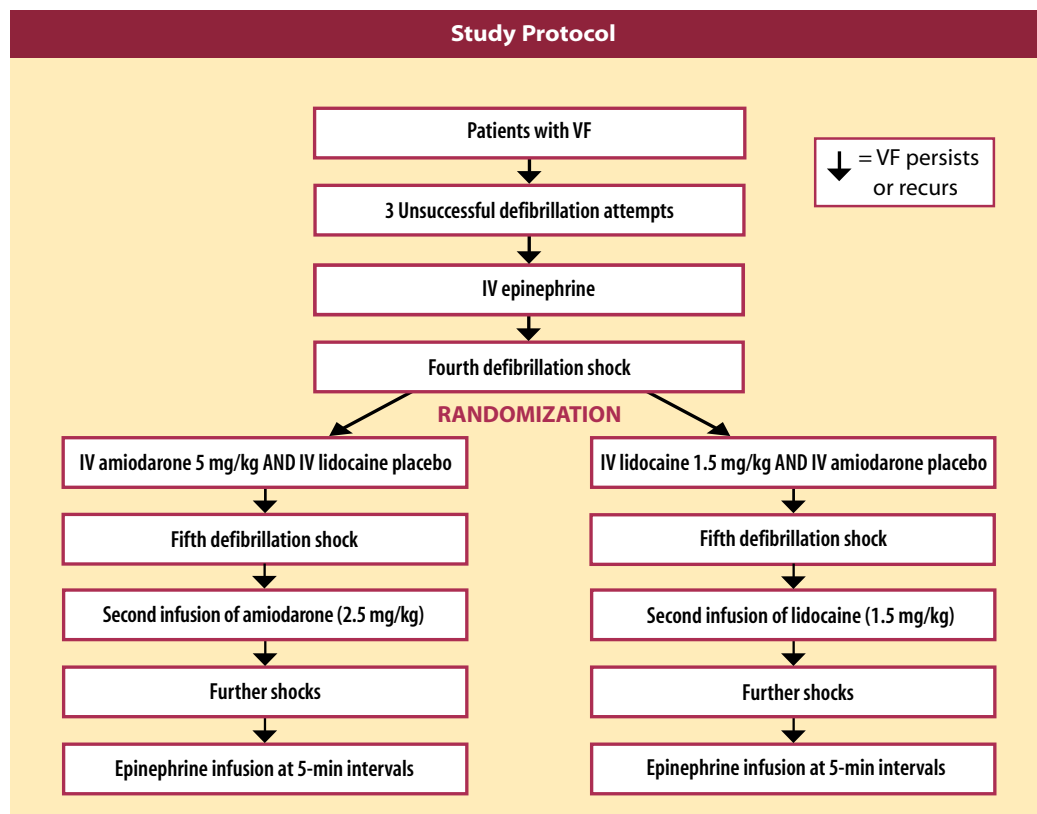 Study Protocol
Patients with VF
= VF persists
or recurs
3 Unsuccessful defibrillation attempts
IV epinephrine
Fourth defibrillation shock
RANDOMIZATION
IV amiodarone 5 mg/kg AND IV lidocaine placebo
IV lidocaine 1.5 mg/kg AND IV amiodarone placebo
Fifth defibrillation shock
Fifth defibrillation shock
Second infusion of amiodarone (2.5 mg/kg)
Second infusion of lidocaine (1.5 mg/kg)
Further shocks
Further shocks
Epinephrine infusion at 5-min intervals
Epinephrine infusion at 5-min intervals